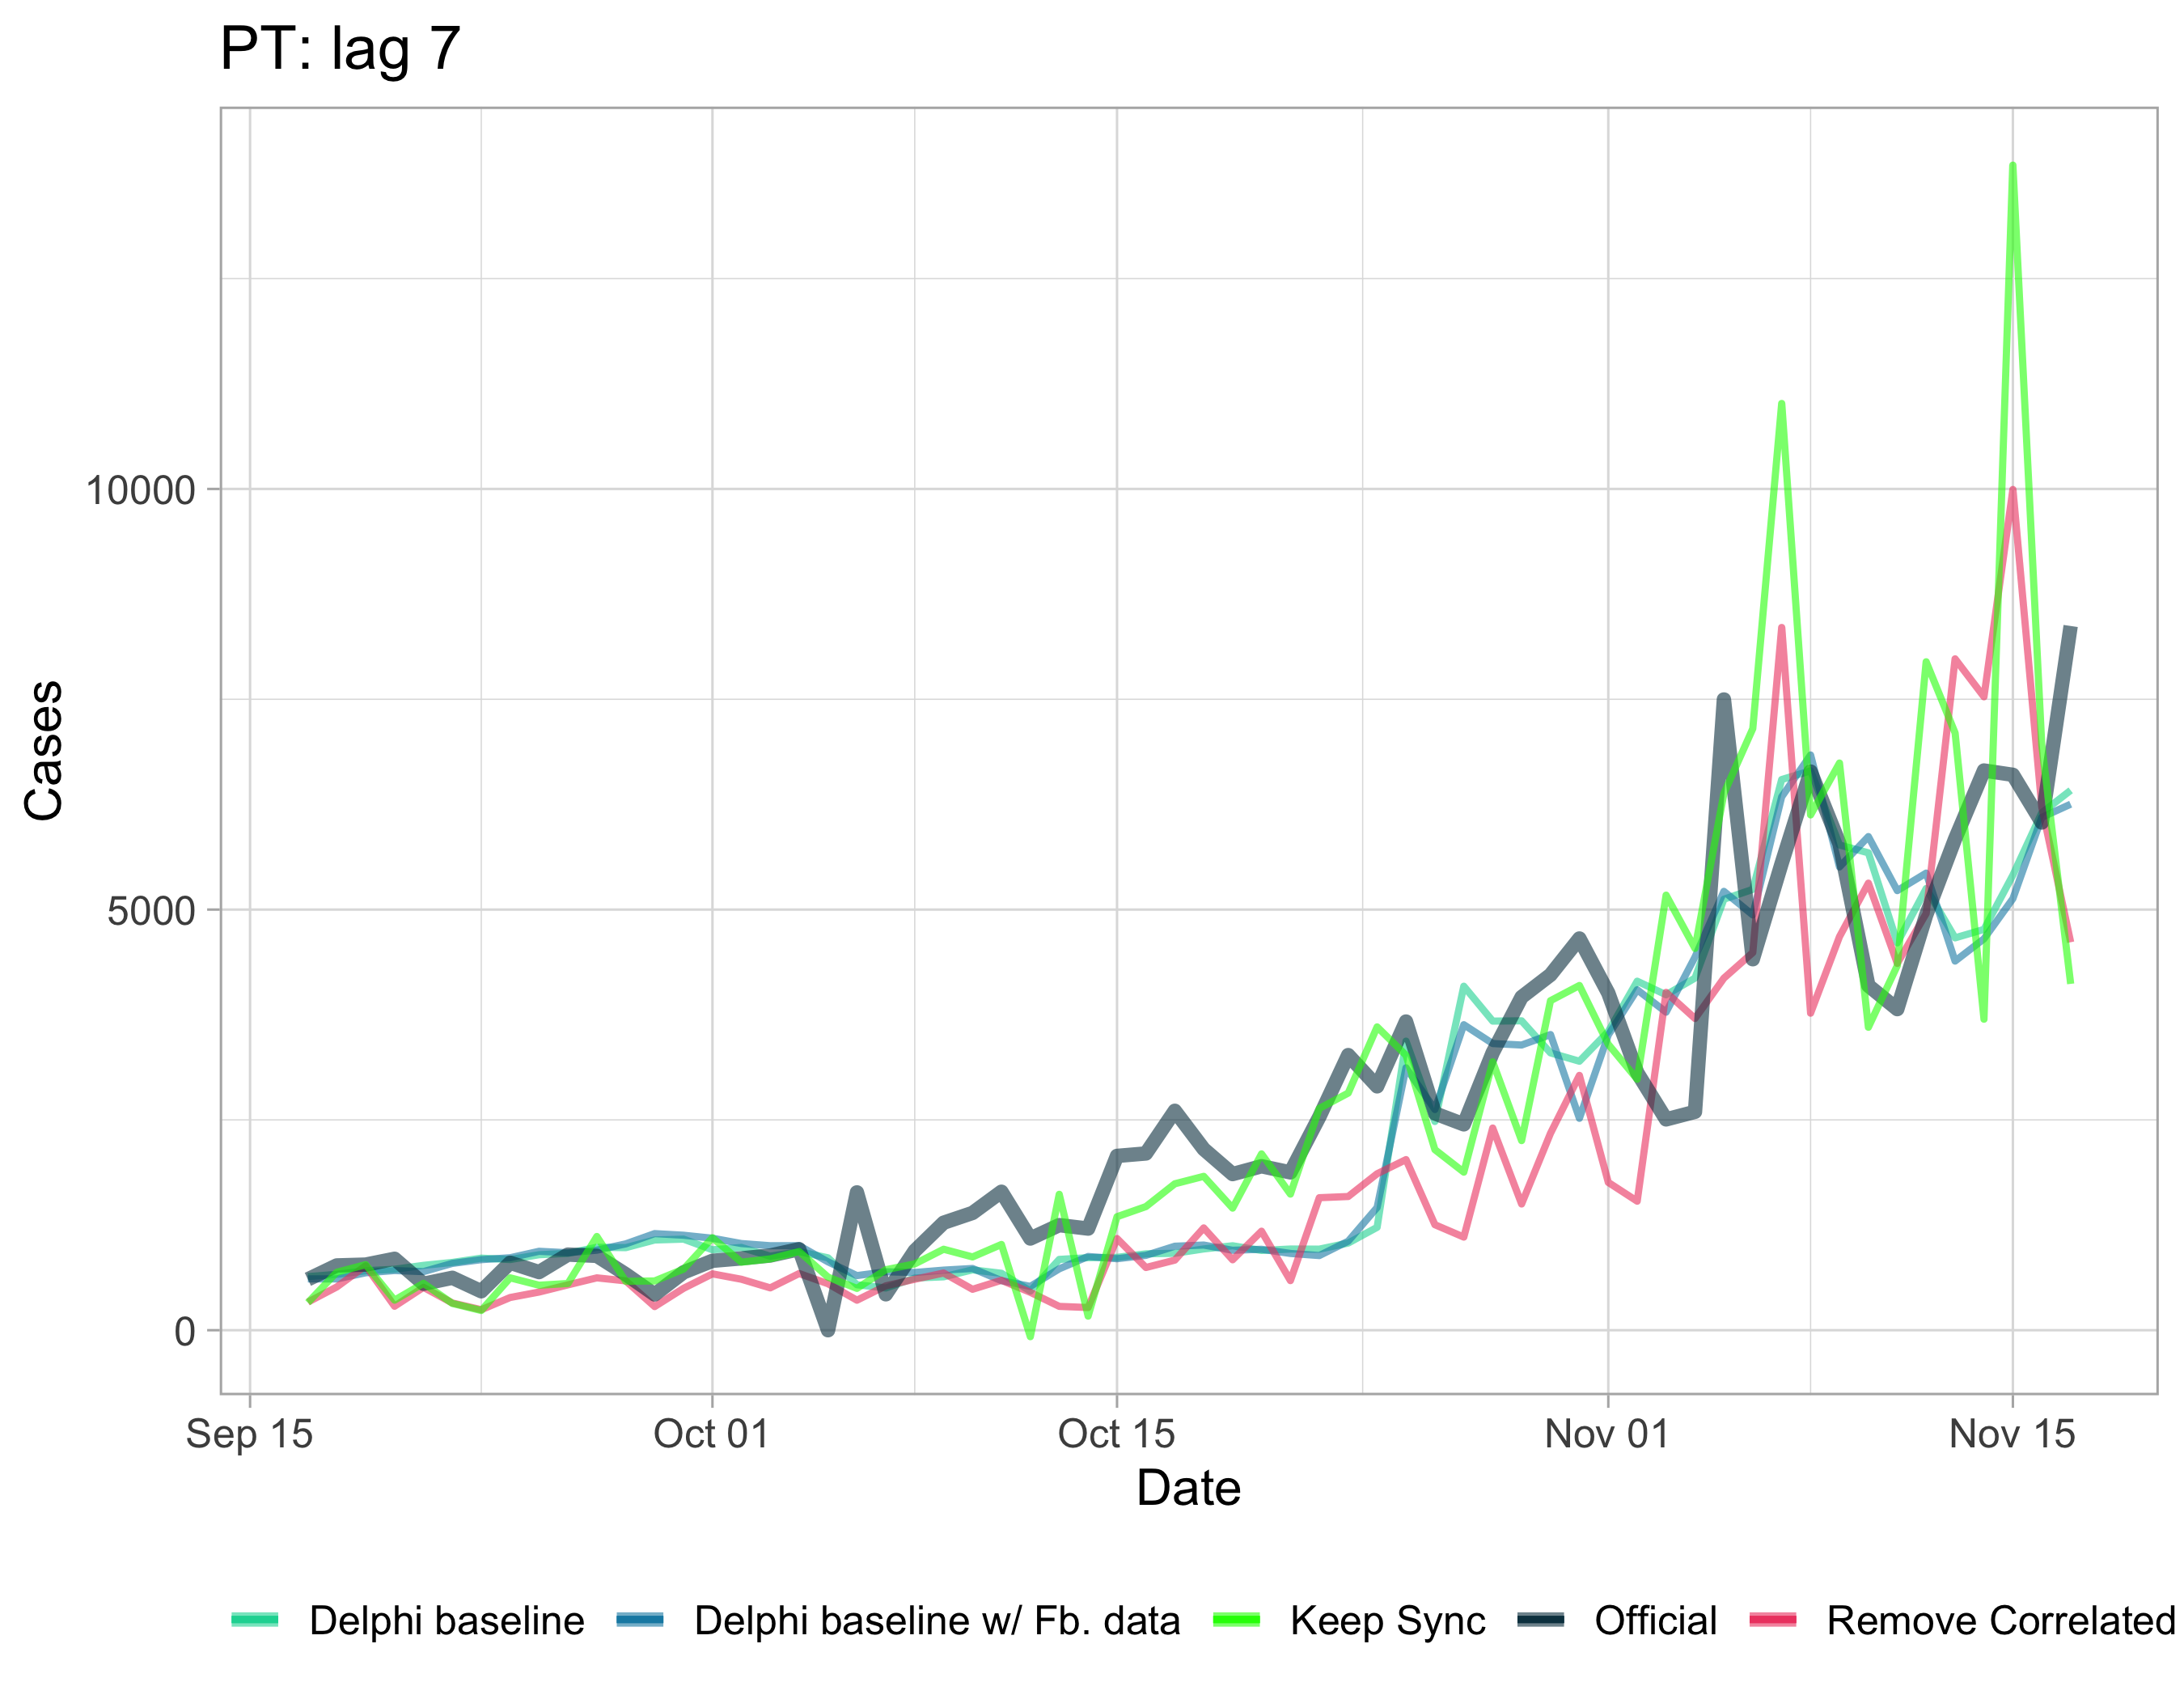 PT: lag 7
Cases
10000
5000
0
Sep 15 Oct 01 Oct 15 Nov 01 Nov 15
Date
Delphi baseline Delphi baseline w/ Fb. data Keep Sync Official Remove Correlated